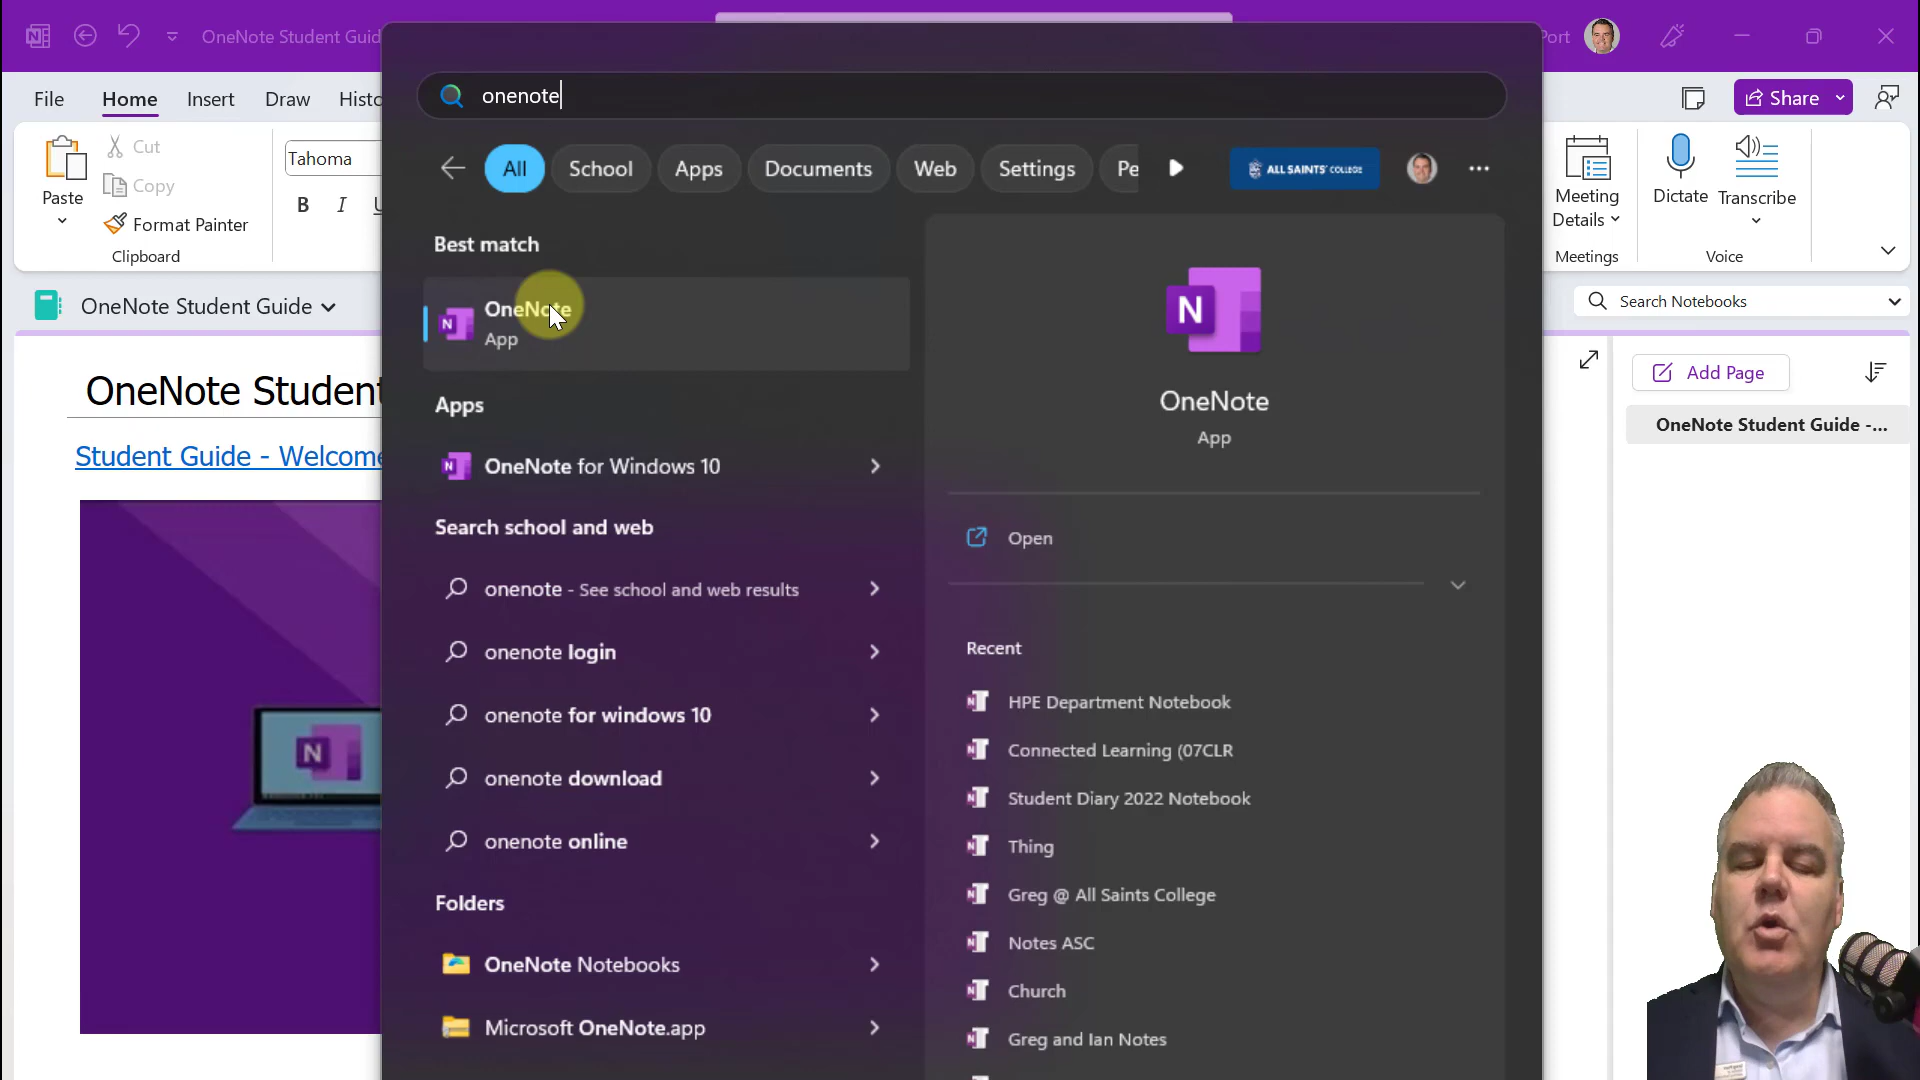 OneNote Student Guid
Port
File
Home
Insert
Draw
Histo
Share
Paste
Cut
Copy
Format Painter
Clipboard
Tahoma
B
I
U
Meeting
Details
Meetings
Dictate
Transcribe
Voice
OneNote Student Guide
Search Notebooks
OneNote Student
Student Guide - Welcome
Add Page
OneNote Student Guide -...
onenote
All
School
Apps
Documents
Web
Settings
Pe
ALL SAINTS' COLLEGE
Best match
OneNote
App
Apps
OneNote for Windows 10
Search school and web
onenote - See school and web results
onenote login
onenote for windows 10
onenote download
onenote online
Folders
OneNote Notebooks
Microsoft OneNote.app
N
OneNote
App
Open
Recent
HPE Department Notebook
Connected Learning (07CLR
Student Diary 2022 Notebook
Thing
Greg @ All Saints College
Notes ASC
Church
Greg and Ian Notes
N